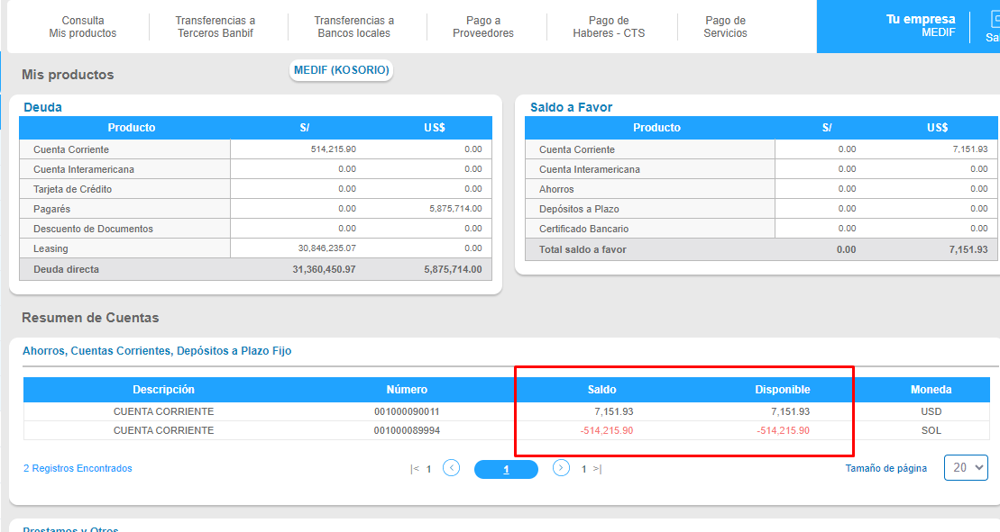 Consulta
Mis productos
Transferencias a
Terceros Banbif
Transferencias a
Bancos locales
Pago a
Proveedores
Pago de
Haberes - CTS
Pago de
Servicios
Tu empresa
MEDIF
Mis productos
MEDIF (KOSORIO)
Deuda
Producto S/ US$
Cuenta Corriente 514,215.90 0.00
Cuenta Interamericana 0.00 0.00
Tarjeta de Crédito 0.00 0.00
Pagarés 0.00 5,875,714.00
Descuento de Documentos 0.00 0.00
Leasing 30,846,235.07 0.00
Deuda directa 31,360,450.97 5,875,714.00
Saldo a Favor
Producto S/ US$
Cuenta Corriente 0.00 7,151.93
Cuenta Interamericana 0.00 0.00
Ahorros 0.00 0.00
Depósitos a Plazo 0.00 0.00
Certificado Bancario 0.00 0.00
Total saldo a favor 0.00 7,151.93
Resumen de Cuentas
Ahorros, Cuentas Corrientes, Depósitos a Plazo Fijo
Descripción Número Saldo Disponible Moneda
CUENTA CORRIENTE 001000090011 7,151.93 7,151.93 USD
CUENTA CORRIENTE 001000089994 -514,215.90 -514,215.90 SOL
2 Registros Encontrados |< 1 < 1 > 1 >| Tamaño de página 20
Prestamos y Otros